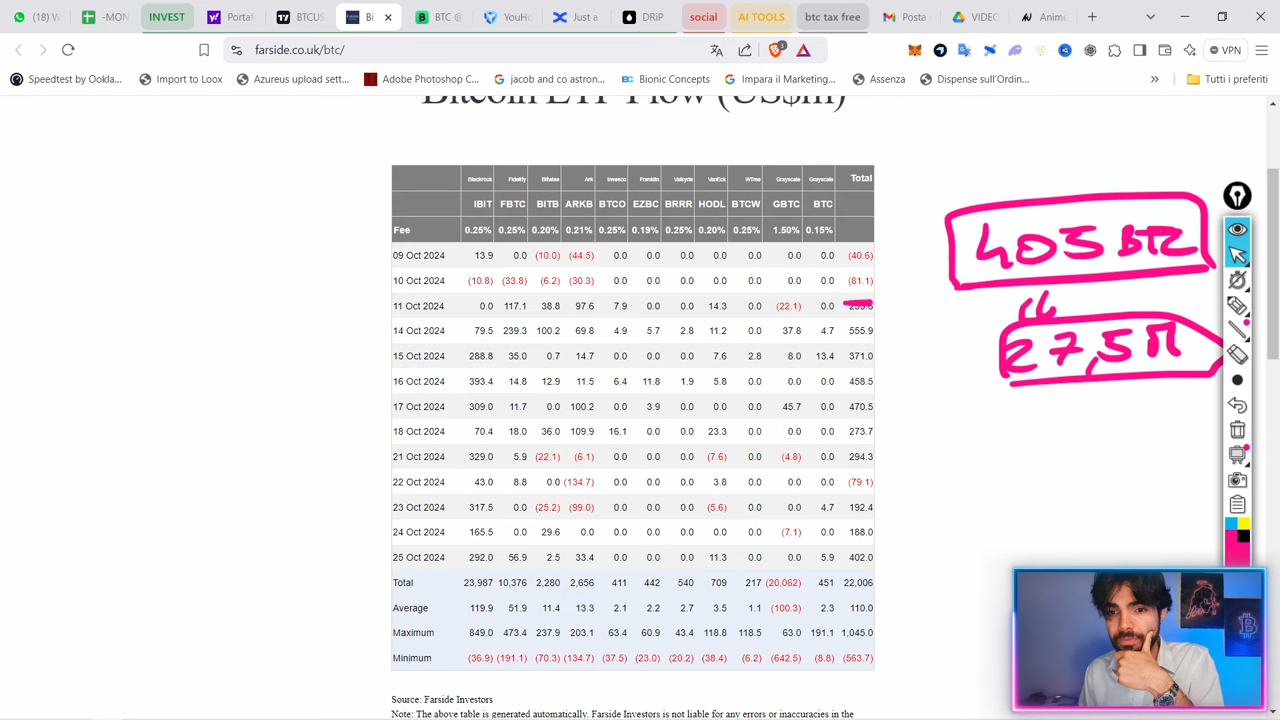 (1) W
-MON
INVEST
Porta
BTCUS
Bi
BTC @
YouHo
Just a
DRiP
social
AI TOOLS
btc tax free
Posta
VIDEO
Anime
farside.co.uk/btc/
VPN
Speedtest by Ookla...
Import to Loox
Azureus upload sett...
Adobe Photoshop C...
jacob and co astron...
Bionic Concepts
Impara il Marketing...
Assenza
Dispense sull'Ordin...
Tutti i preferiti
Bitcoin ETF Flow (US$m)
Blackrock Fidelity Bitwise Ark Invesco Franklin Valkyrie VanEck WTree Grayscale Grayscale Total
IBIT FBTC BITB ARKB BTCO EZBC BRRR HODL BTCW GBTC BTC
Fee 0.25% 0.25% 0.20% 0.21% 0.25% 0.19% 0.25% 0.20% 0.25% 1.50% 0.15%
09 Oct 2024 13.9 0.0 (10.0) (44.5) 0.0 0.0 0.0 0.0 0.0 0.0 0.0 (40.6)
10 Oct 2024 (10.8) (33.8) (6.2) (30.3) 0.0 0.0 0.0 0.0 0.0 0.0 0.0 (81.1)
11 Oct 2024 0.0 117.1 38.8 97.6 7.9 0.0 0.0 14.3 0.0 (22.1) 0.0
14 Oct 2024 79.5 239.3 100.2 69.8 4.9 5.7 2.8 11.2 0.0 37.8 4.7 555.9
15 Oct 2024 288.8 35.0 0.7 14.7 0.0 0.0 0.0 7.6 2.8 8.0 13.4 371.0
16 Oct 2024 393.4 14.8 12.9 11.5 6.4 11.8 1.9 5.8 0.0 0.0 0.0 458.5
17 Oct 2024 309.0 11.7 0.0 100.2 0.0 3.9 0.0 0.0 0.0 45.7 0.0 470.5
18 Oct 2024 70.4 18.0 36.0 109.9 16.1 0.0 0.0 23.3 0.0 0.0 0.0 273.7
21 Oct 2024 329.0 5.9 (22.1) (6.1) 0.0 0.0 0.0 (7.6) 0.0 (4.8) 0.0 294.3
22 Oct 2024 43.0 8.8 0.0 (134.7) 0.0 0.0 0.0 3.8 0.0 0.0 0.0 (79.1)
23 Oct 2024 317.5 0.0 (25.2) (99.0) 0.0 0.0 0.0 (5.6) 0.0 0.0 4.7 192.4
24 Oct 2024 165.5 0.0 29.6 0.0 0.0 0.0 0.0 0.0 0.0 (7.1) 0.0 188.0
25 Oct 2024 292.0 56.9 2.5 33.4 0.0 0.0 0.0 11.3 0.0 0.0 5.9 402.0
Total 23,987 10,376 2,280 2,656 411 442 540 709 217 (20,062) 451 22,006
Average 119.9 51.9 11.4 13.3 2.1 2.2 2.7 3.5 1.1 (100.3) 2.3 110.0
Maximum 849.0 473.4 237.9 203.1 63.4 60.9 43.4 118.8 118.5 63.0 191.1 1,045.0
Minimum (36.9) (191.1) (70.3) (134.7) (37.5) (23.0) (20.2) (38.4) (6.2) (642.5) (8.8) (563.7)
Source: Farside Investors
Note: The above table is generated automatically. Farside Investors is not liable for any errors or inaccuracies in the
405 BTC
27,5 M